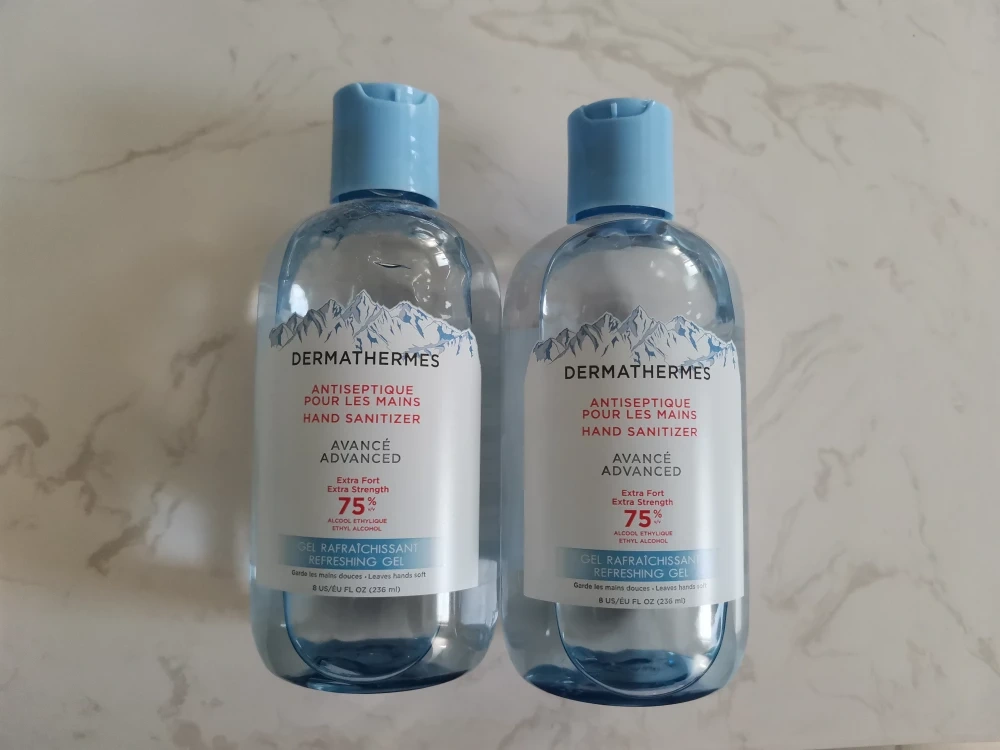 DERMATHERMES
ANTISEPTIQUE
POUR LES MAINS
HAND SANITIZER
AVANCÉ
ADVANCED
Extra Fort
Extra Strength
75% v/v
ALCOOL ETHYLIQUE
ETHYL ALCOHOL
GEL RAFRAÎCHISSANT
REFRESHING GEL
Garde les mains douces • Leaves hands soft
8 US/ÉU FL OZ (236 ml)
DERMATHERMES
ANTISEPTIQUE
POUR LES MAINS
HAND SANITIZER
AVANCÉ
ADVANCED
Extra Fort
Extra Strength
75% v/v
ALCOOL ETHYLIQUE
ETHYL ALCOHOL
GEL RAFRAÎCHISSANT
REFRESHING GEL
Garde les mains douces • Leaves hands soft
8 US/ÉU FL OZ (236 ml)